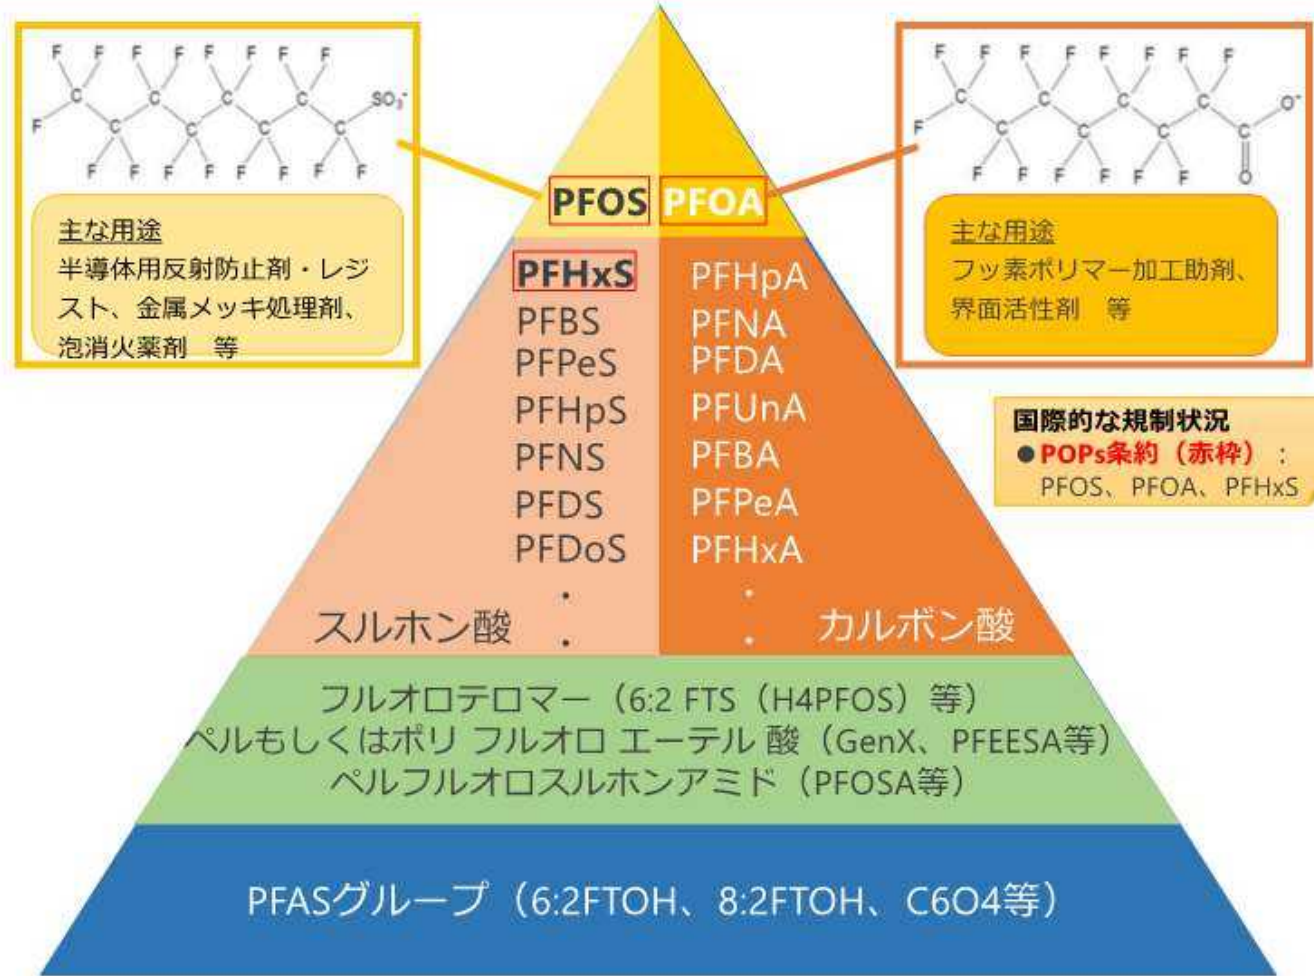 F F F F F F F F
C C C C SO₃⁻
F C C C C
F F F F F F F F
主な用途
半導体用反射防止剤・レジ
スト、金属メッキ処理剤、
泡消火薬剤 等
F F F F F F F F
C C C C O⁻
F C C C C
F F F F F F O
主な用途
フッ素ポリマー加工助剤、
界面活性剤 等
PFOS PFOA
PFHxS
PFBS
PFPeS
PFHpS
PFNS
PFDS
PFDoS
・
・
スルホン酸
PFHpA
PFNA
PFDA
PFUnA
PFBA
PFPeA
PFHxA
・
・
カルボン酸
国際的な規制状況
●POPs条約（赤枠）：
PFOS、PFOA、PFHxS
フルオロテロマー（6:2 FTS（H4PFOS）等）
ペルもしくはポリ フルオロ エーテル 酸（GenX、PFEESA等）
ペルフルオロスルホンアミド（PFOSA等）
PFASグループ（6:2FTOH、8:2FTOH、C6O4等）